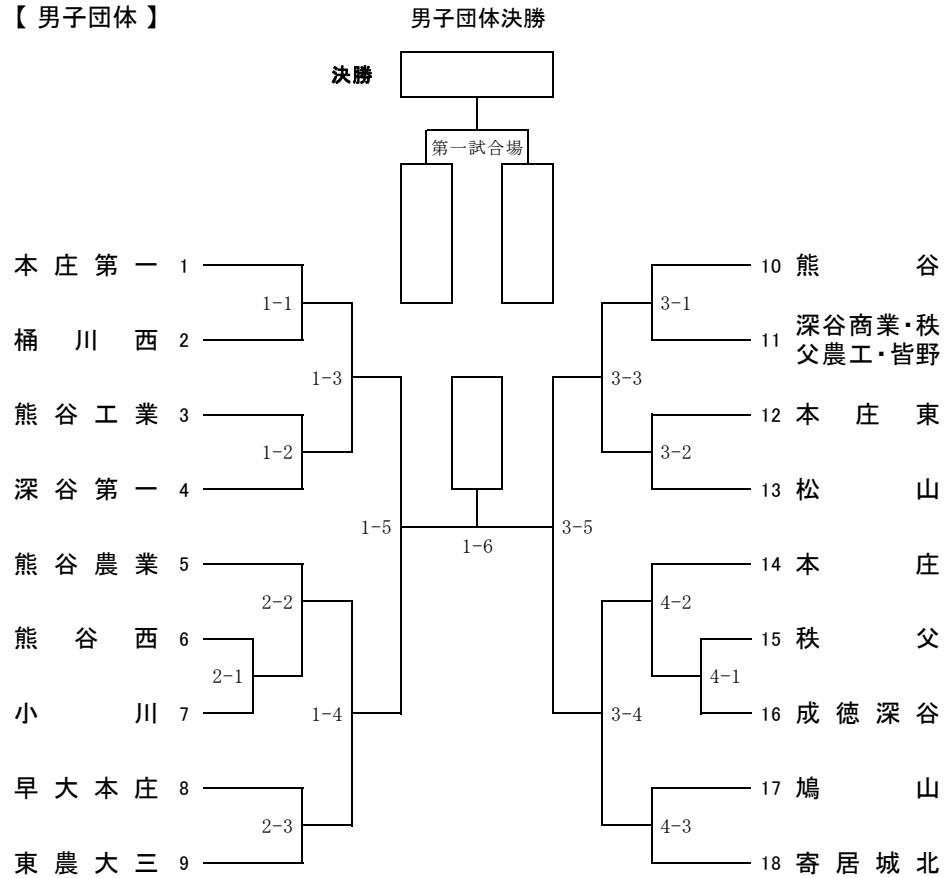 【 男子団体 】
男子団体決勝
決勝
第一試合場
本庄第一 1
1-1
桶川西 2
1-3
熊谷工業 3
1-2
深谷第一 4
1-5
熊谷農業 5
2-2
熊谷西 6
2-1
小川 7
1-4
早大本庄 8
2-3
東農大三 9
1-6
10 熊谷
3-1
11 深谷商業・秩
父農工・皆野
3-3
12 本庄東
3-2
13 松山
3-5
14 本庄
4-2
15 秩父
4-1
16 成徳深谷
3-4
17 鳩山
4-3
18 寄居城北